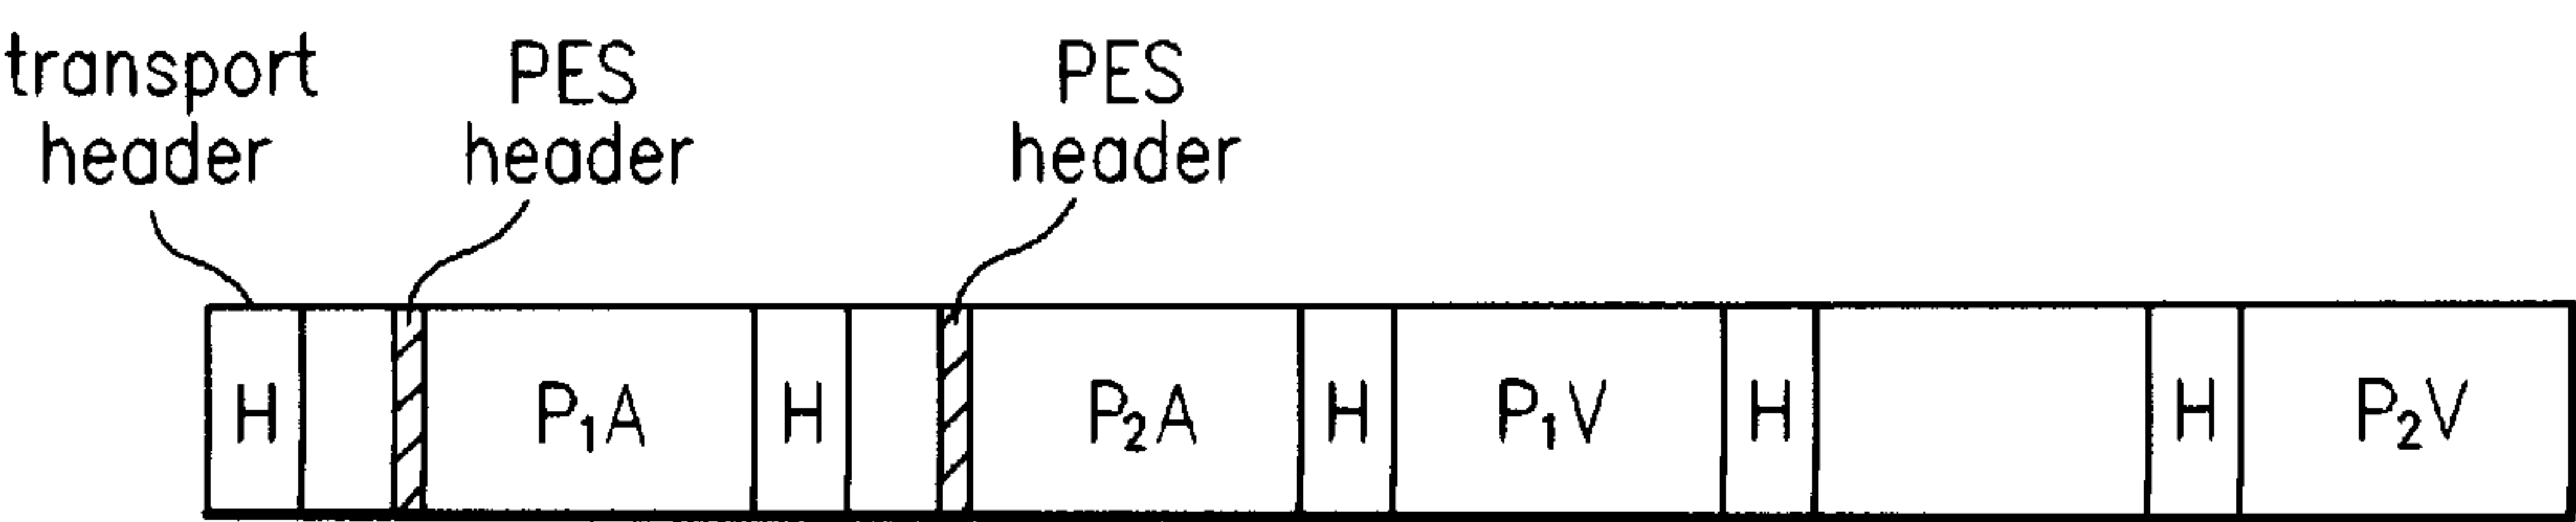 transport header
PES header
PES header
H
P₁A
H
P₂A
H
P₁V
H
H
P₂V